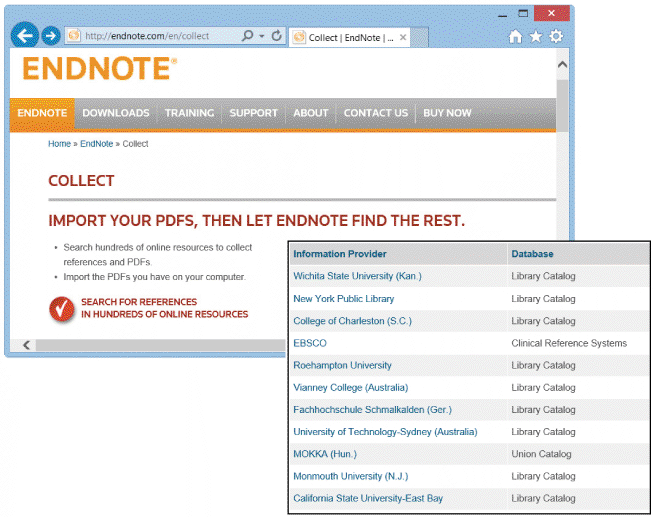 http://endnote.com/en/collect
Collect | EndNote | ...
ENDNOTE®
ENDNOTE DOWNLOADS TRAINING SUPPORT ABOUT CONTACT US BUY NOW
Home » EndNote » Collect
COLLECT
IMPORT YOUR PDFS, THEN LET ENDNOTE FIND THE REST.
• Search hundreds of online resources to collect
references and PDFs.
• Import the PDFs you have on your computer.
SEARCH FOR REFERENCES
IN HUNDREDS OF ONLINE RESOURCES
Information Provider Database
Wichita State University (Kan.) Library Catalog
New York Public Library Library Catalog
College of Charleston (S.C.) Library Catalog
EBSCO Clinical Reference Systems
Roehampton University Library Catalog
Vianney College (Australia) Library Catalog
Fachhochschule Schmalkalden (Ger.) Library Catalog
University of Technology-Sydney (Australia) Library Catalog
MOKKA (Hun.) Union Catalog
Monmouth University (N.J.) Library Catalog
California State University-East Bay Library Catalog